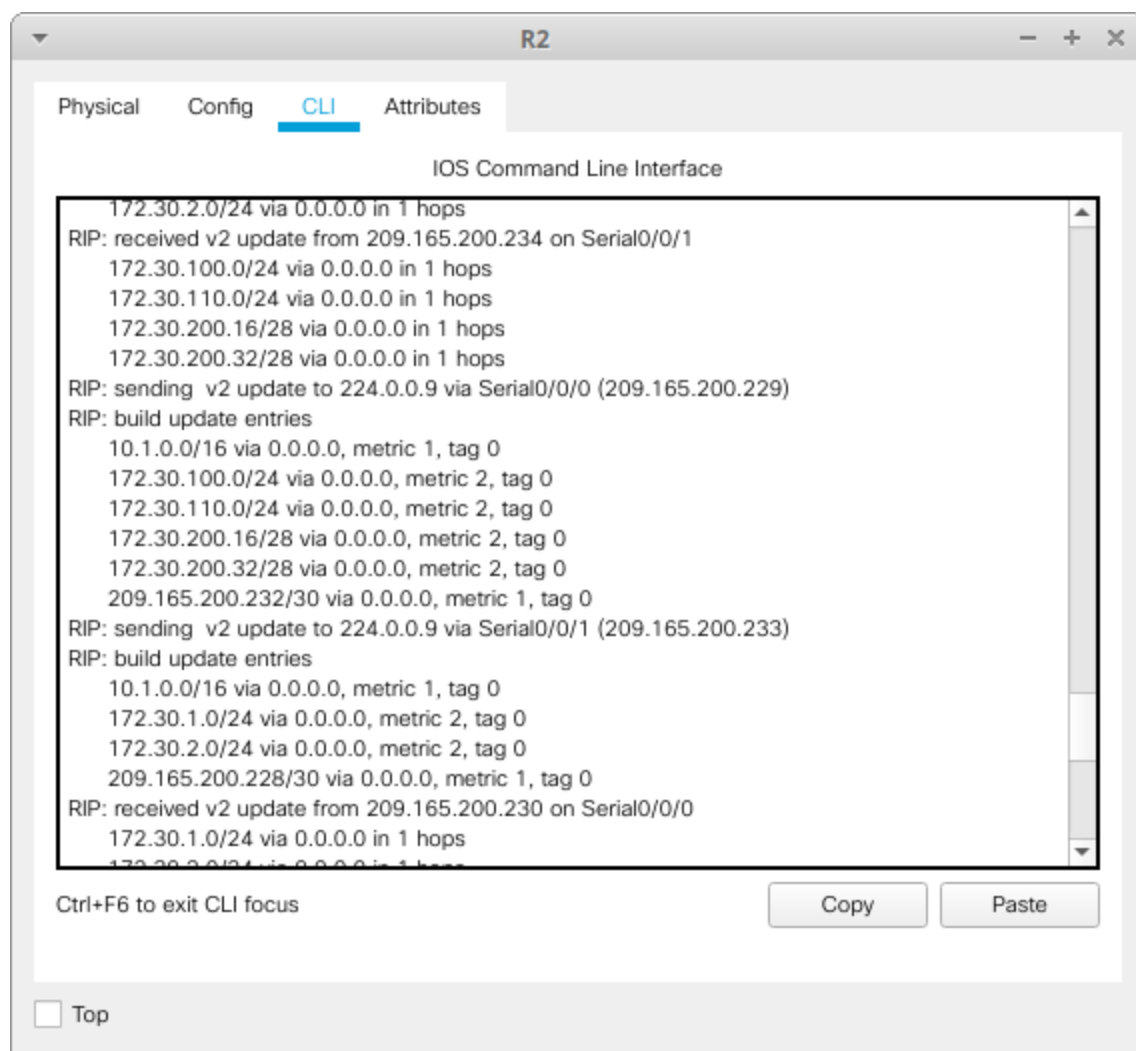 R2
Physical Config CLI Attributes
IOS Command Line Interface
172.30.2.0/24 via 0.0.0.0 in 1 hops
RIP: received v2 update from 209.165.200.234 on Serial0/0/1
172.30.100.0/24 via 0.0.0.0 in 1 hops
172.30.110.0/24 via 0.0.0.0 in 1 hops
172.30.200.16/28 via 0.0.0.0 in 1 hops
172.30.200.32/28 via 0.0.0.0 in 1 hops
RIP: sending  v2 update to 224.0.0.9 via Serial0/0/0 (209.165.200.229)
RIP: build update entries
10.1.0.0/16 via 0.0.0.0, metric 1, tag 0
172.30.100.0/24 via 0.0.0.0, metric 2, tag 0
172.30.110.0/24 via 0.0.0.0, metric 2, tag 0
172.30.200.16/28 via 0.0.0.0, metric 2, tag 0
172.30.200.32/28 via 0.0.0.0, metric 2, tag 0
209.165.200.232/30 via 0.0.0.0, metric 1, tag 0
RIP: sending  v2 update to 224.0.0.9 via Serial0/0/1 (209.165.200.233)
RIP: build update entries
10.1.0.0/16 via 0.0.0.0, metric 1, tag 0
172.30.1.0/24 via 0.0.0.0, metric 2, tag 0
172.30.2.0/24 via 0.0.0.0, metric 2, tag 0
209.165.200.228/30 via 0.0.0.0, metric 1, tag 0
RIP: received v2 update from 209.165.200.230 on Serial0/0/0
172.30.1.0/24 via 0.0.0.0 in 1 hops
172.30.2.0/24 via 0.0.0.0 in 1 hops
Ctrl+F6 to exit CLI focus
Copy Paste
Top